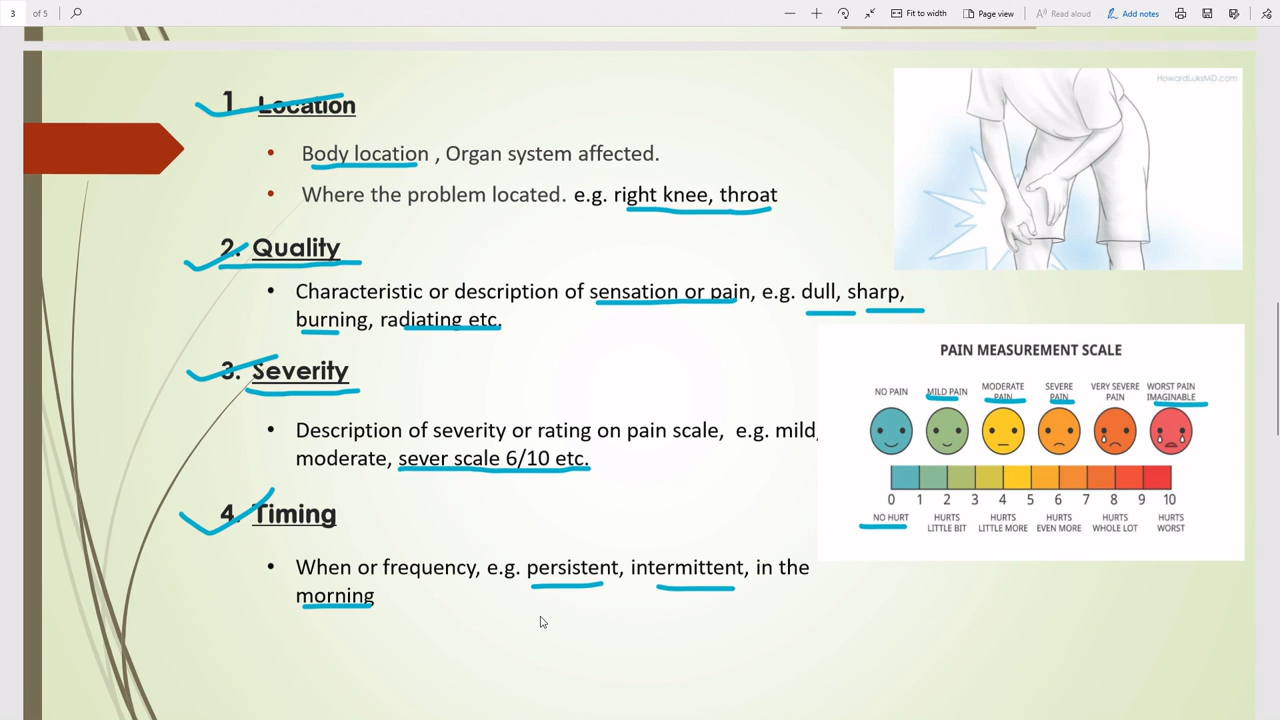 3 of 5
Fit to width
Page view
Read aloud
Add notes
HowardLuksMD.com
1. Location
• Body location , Organ system affected.
• Where the problem located. e.g. right knee, throat
2. Quality
• Characteristic or description of sensation or pain, e.g. dull, sharp,
burning, radiating etc.
3. Severity
• Description of severity or rating on pain scale,  e.g. mild,
moderate, sever scale 6/10 etc.
4. Timing
• When or frequency, e.g. persistent, intermittent, in the
morning
PAIN MEASUREMENT SCALE
NO PAIN
MILD PAIN
MODERATE
PAIN
SEVERE
PAIN
VERY SEVERE
PAIN
WORST PAIN
IMAGINABLE
0 1 2 3 4 5 6 7 8 9 10
NO HURT
HURTS
LITTLE BIT
HURTS
LITTLE MORE
HURTS
EVEN MORE
HURTS
WHOLE LOT
HURTS
WORST